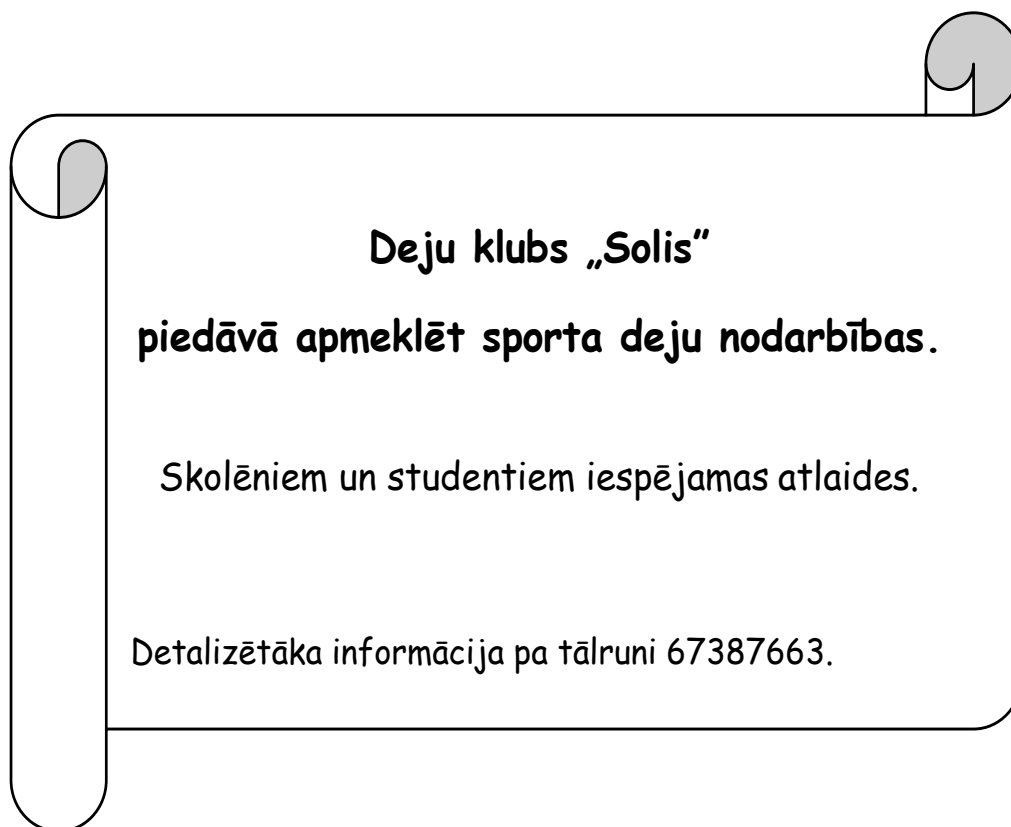 Deju klubs „Solis”
piedāvā apmeklēt sporta deju nodarbības.
Skolēniem un studentiem iespējamas atlaides.
Detalizētāka informācija pa tālruni 67387663.